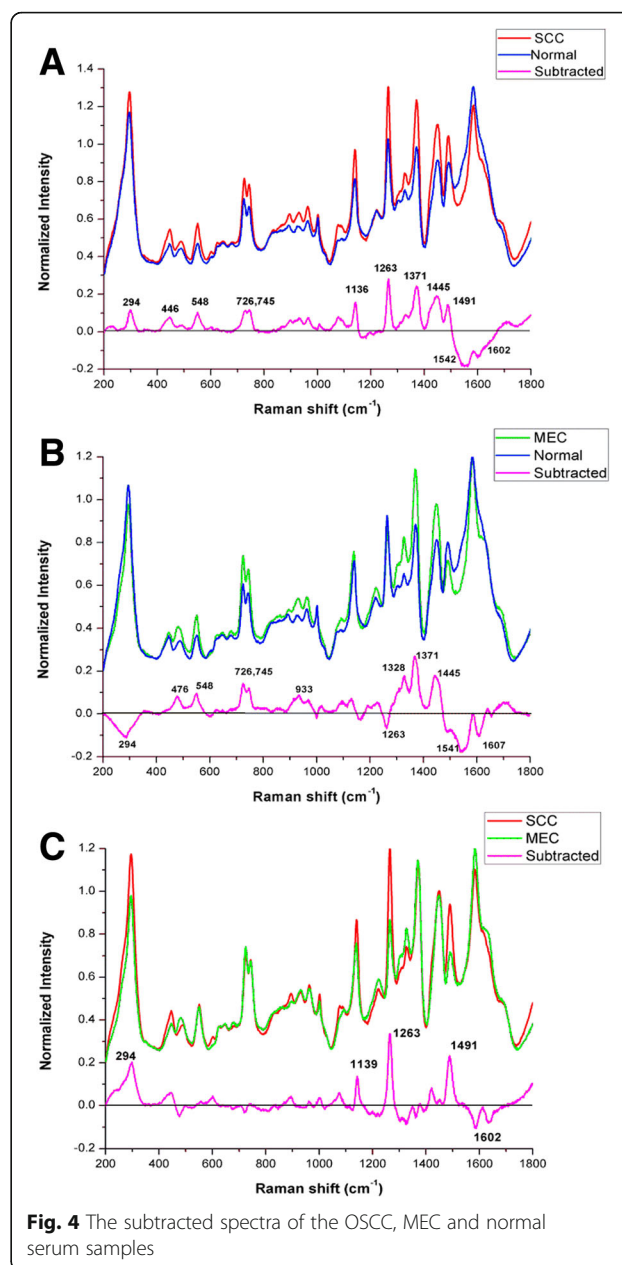 A
SCC
Normal
Subtracted
1.4
1.2
1.0
0.8
0.6
0.4
0.2
0.0
-0.2
Normalized Intensity
294
446
548
726,745
1136
1263
1371
1445
1491
1542
1602
200 400 600 800 1000 1200 1400 1600 1800
Raman shift (cm⁻¹)
B
MEC
Normal
Subtracted
1.2
1.0
0.8
0.6
0.4
0.2
0.0
-0.2
Normalized Intensity
294
476
548
726,745
933
1263
1328
1371
1445
1541
1607
200 400 600 800 1000 1200 1400 1600 1800
Raman shift (cm⁻¹)
C
SCC
MEC
Subtracted
1.2
1.0
0.8
0.6
0.4
0.2
0.0
-0.2
Normalized Intensity
294
1139
1263
1491
1602
200 400 600 800 1000 1200 1400 1600 1800
Raman shift (cm⁻¹)
Fig. 4 The subtracted spectra of the OSCC, MEC and normal
serum samples